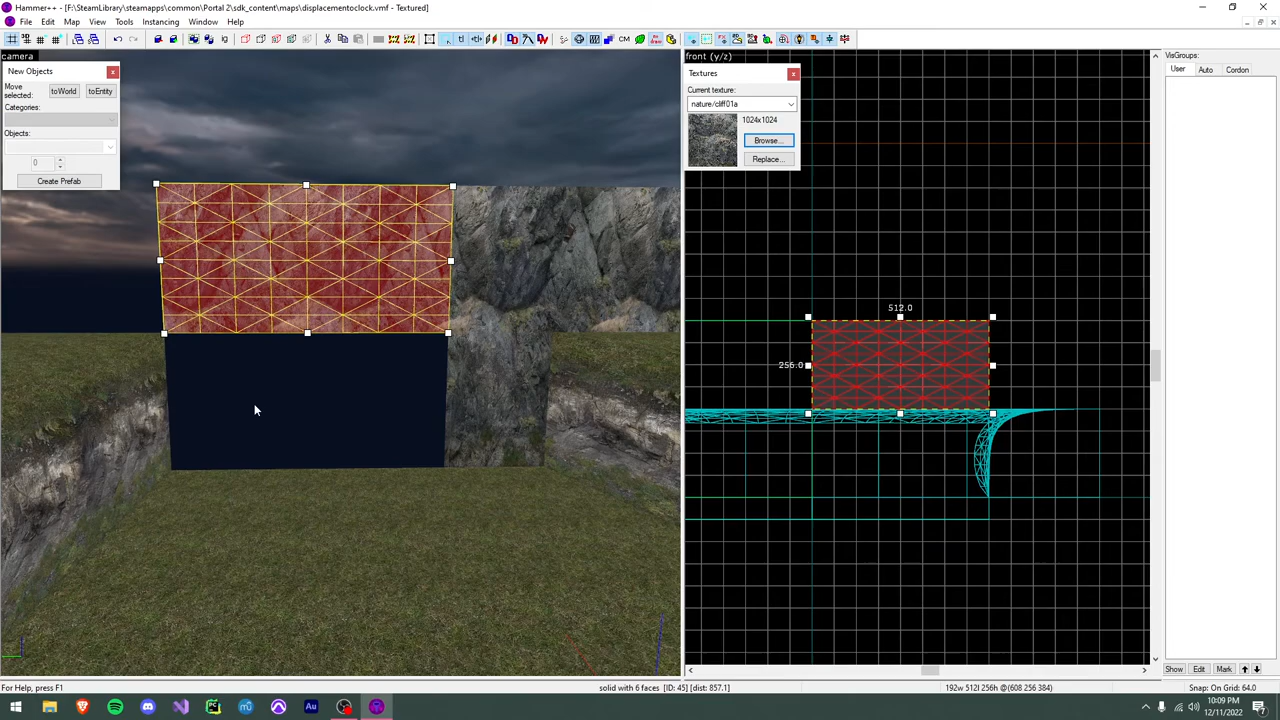 Hammer++ - [F:\SteamLibrary\steamapps\common\Portal 2\sdk_content\maps\displacementoclock.vmf - Textured]
File Edit Map View Tools Instancing Window Help
camera
front (y/z)
VisGroups:
User Auto Cordon
New Objects
Move selected:
toWorld toEntity
Categories:
Objects:
0
Create Prefab
Textures
Current texture:
nature/cliff01a
1024x1024
Browse...
Replace...
512.0
256.0
Show Edit Mark
For Help, press F1
solid with 6 faces [ID: 45] [dist: 857.1]
192w 512l 256h @(608 256 384)
Snap: On Grid: 64.0
10:09 PM
12/11/2022